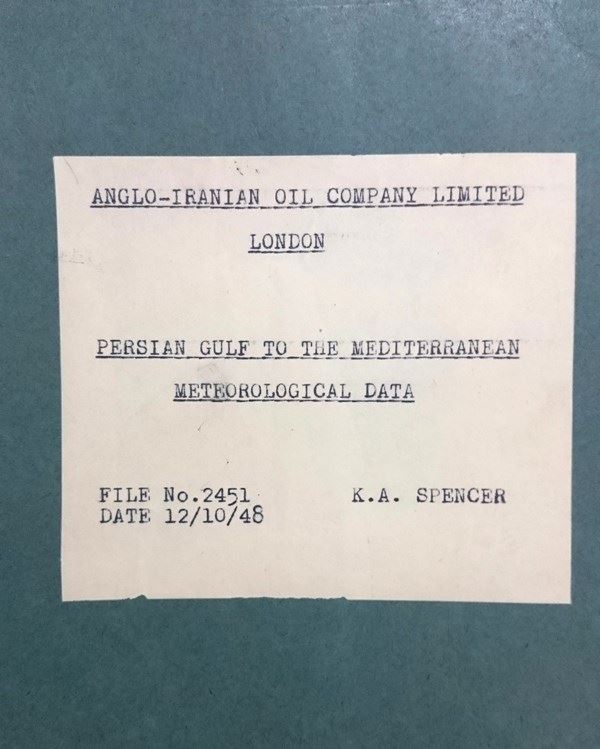 ANGLO-IRANIAN OIL COMPANY LIMITED
LONDON
PERSIAN GULF TO THE MEDITERRANEAN
METEOROLOGICAL DATA
FILE No.2451 K.A. SPENCER
DATE 12/10/48